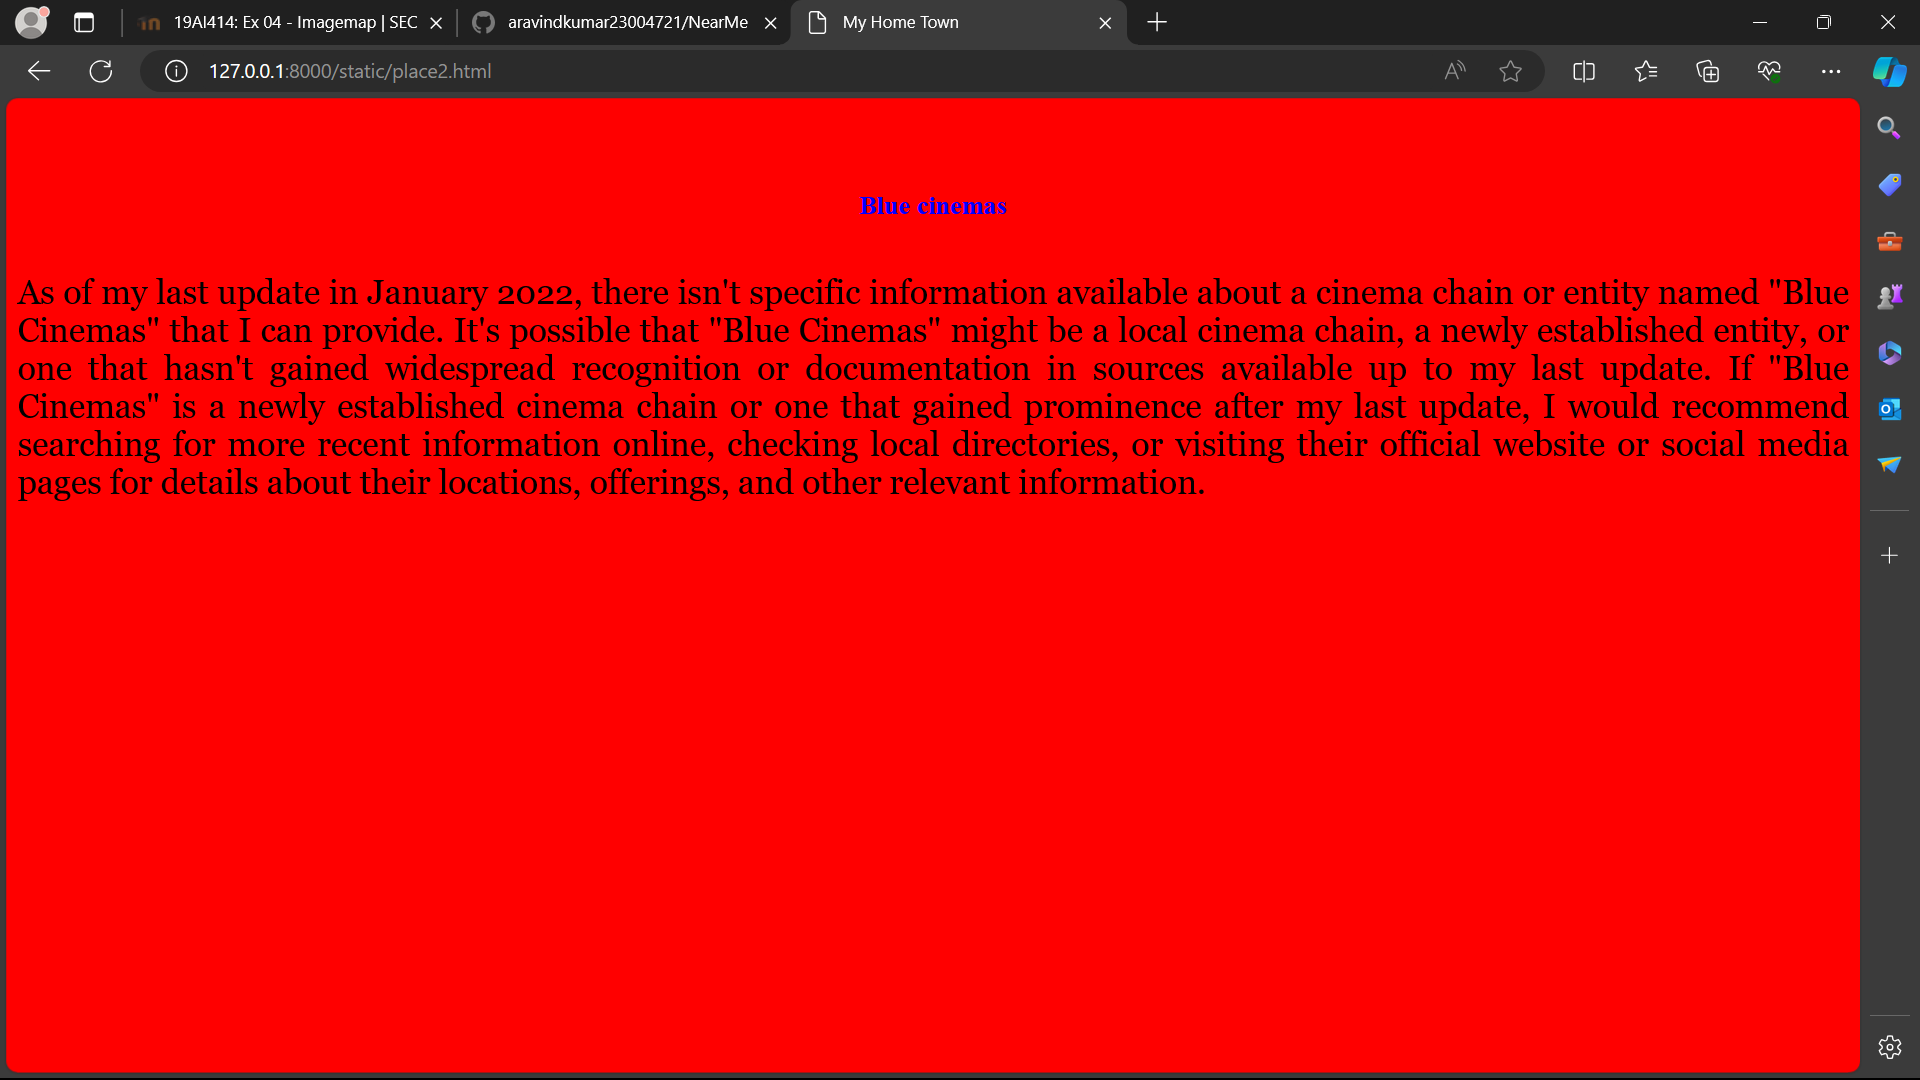 19AI414: Ex 04 - Imagemap | SEC
aravindkumar23004721/NearMe
My Home Town
127.0.0.1:8000/static/place2.html
Blue cinemas
As of my last update in January 2022, there isn't specific information available about a cinema chain or entity named "Blue
Cinemas" that I can provide. It's possible that "Blue Cinemas" might be a local cinema chain, a newly established entity, or
one that hasn't gained widespread recognition or documentation in sources available up to my last update. If "Blue
Cinemas" is a newly established cinema chain or one that gained prominence after my last update, I would recommend
searching for more recent information online, checking local directories, or visiting their official website or social media
pages for details about their locations, offerings, and other relevant information.